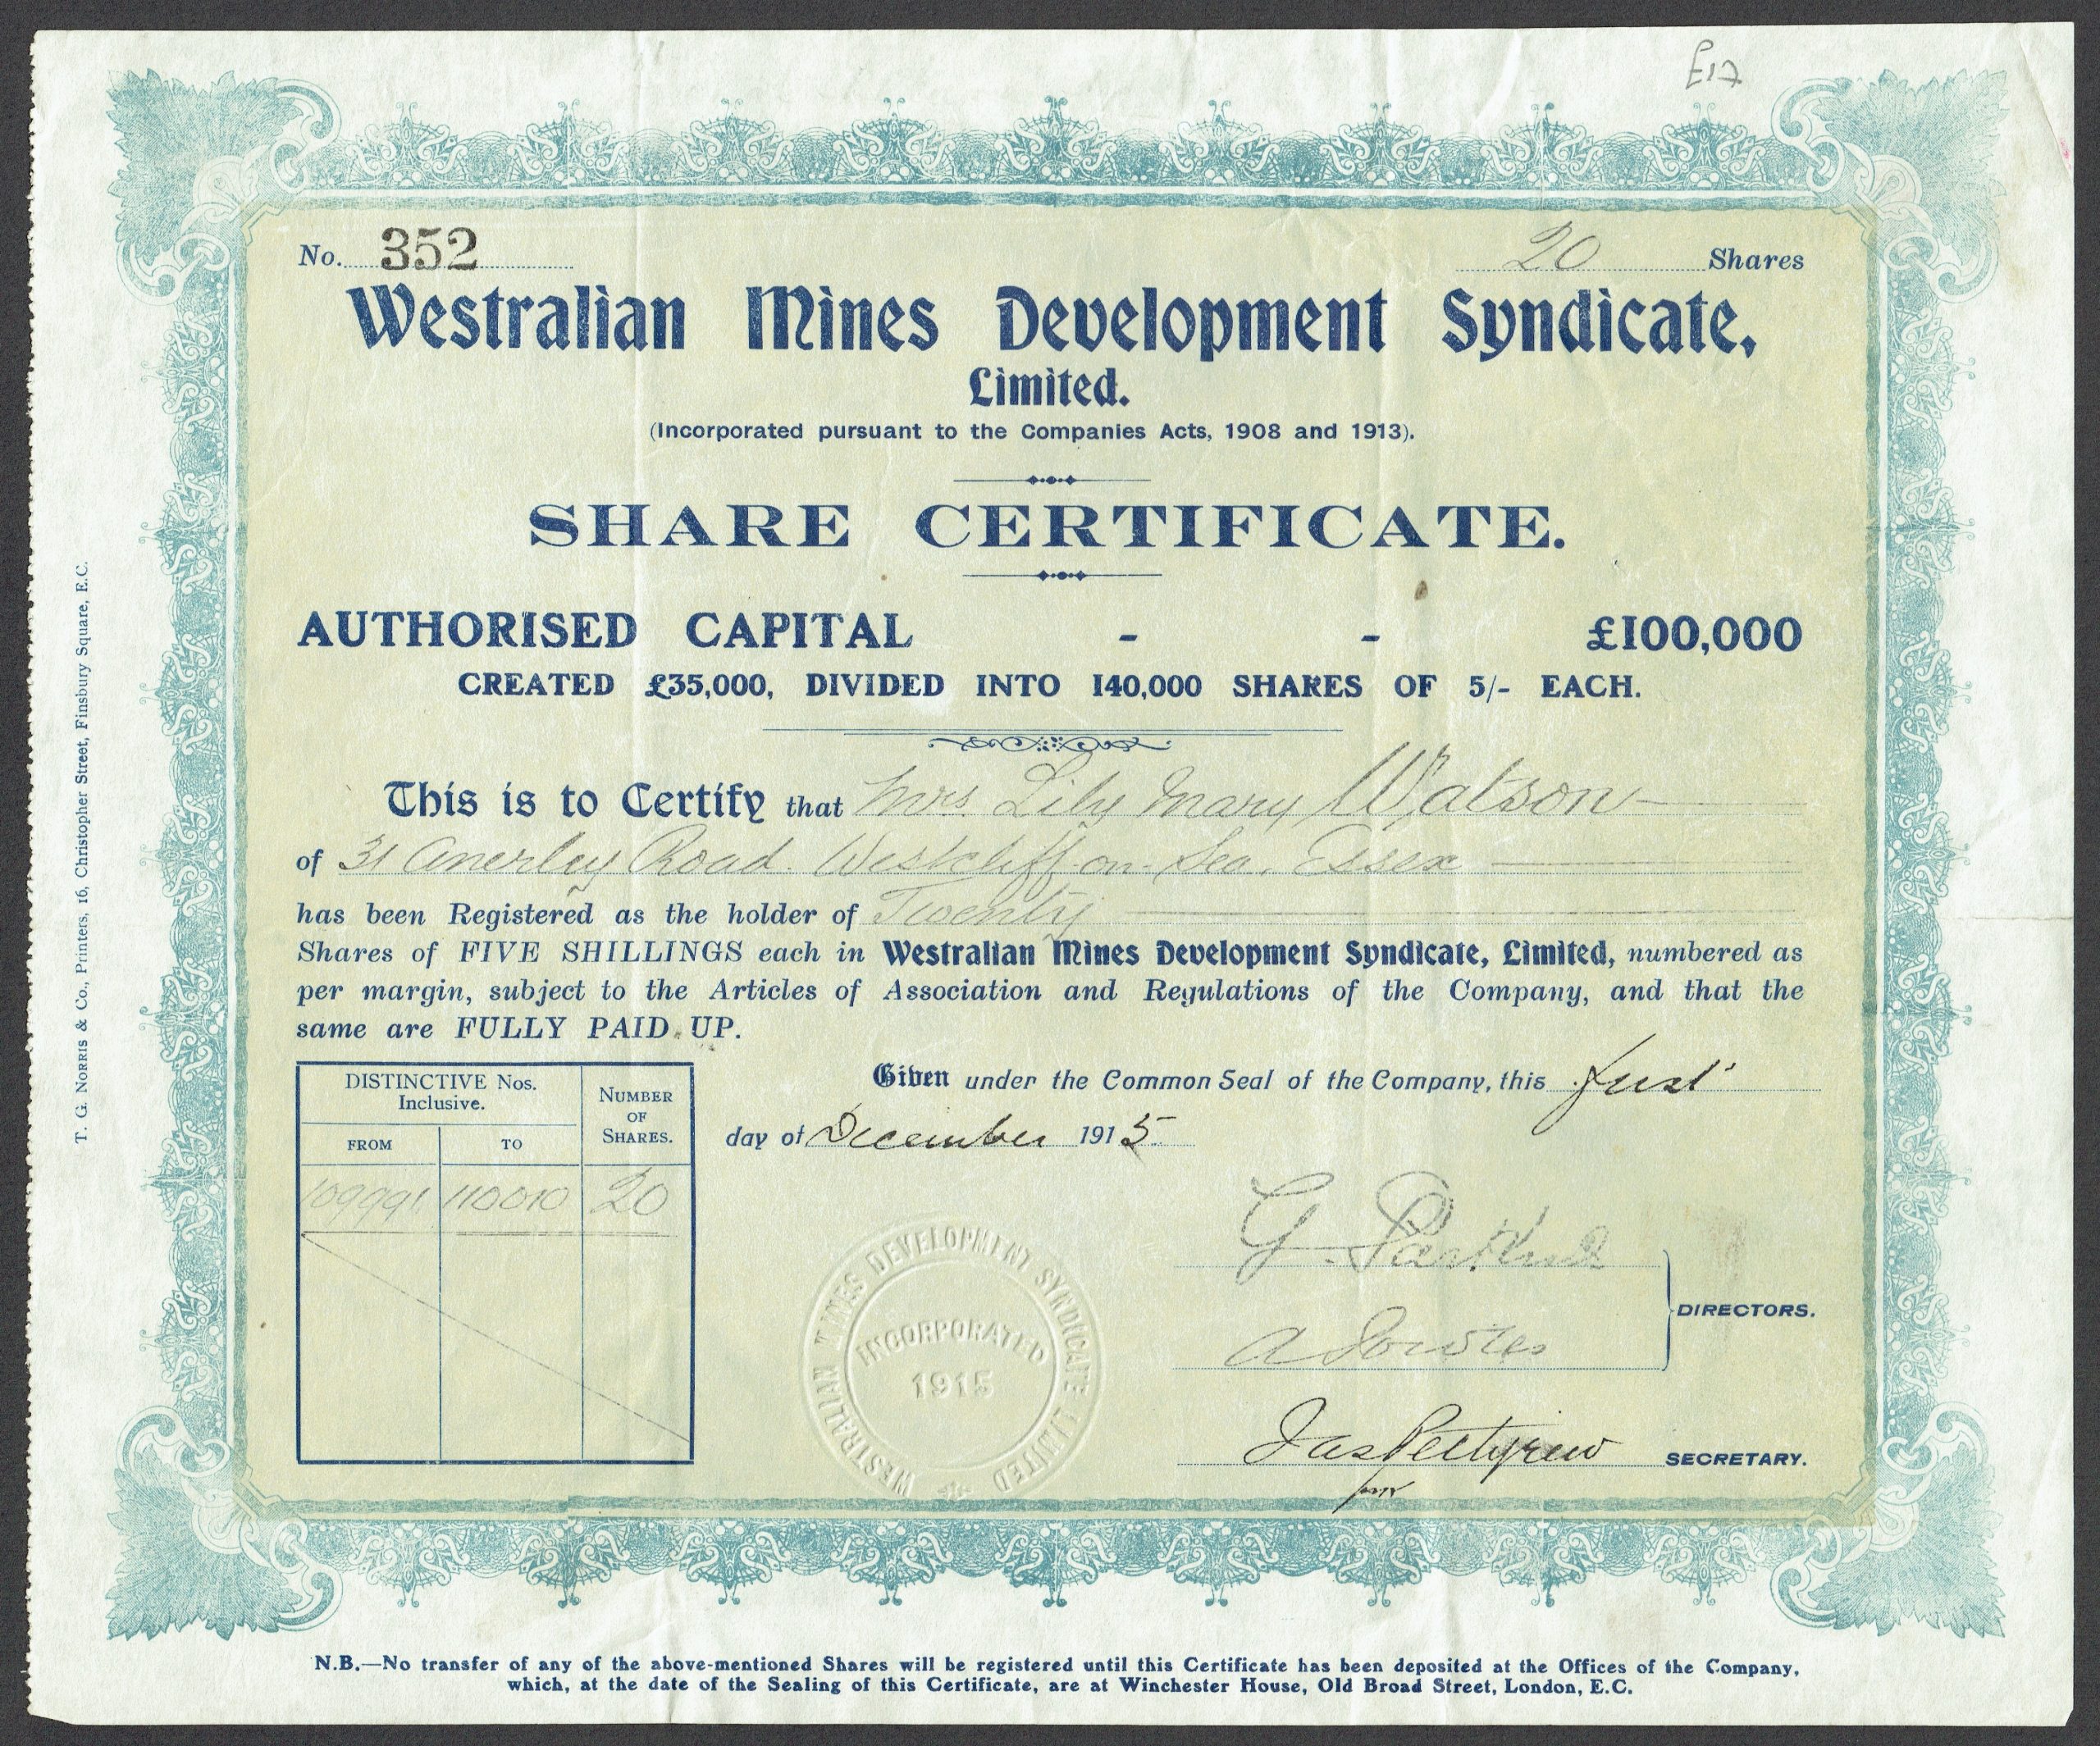 £17
No. 352
20 Shares
Westralian Mines Development Syndicate,
Limited.
(Incorporated pursuant to the Companies Acts, 1908 and 1913).
SHARE CERTIFICATE.
AUTHORISED CAPITAL - - £100,000
CREATED £35,000, DIVIDED INTO 140,000 SHARES OF 5/- EACH.
This is to Certify that Mrs. Lily Mary Watson
of 31 Anerley Road. Westcliff-on-Sea. Essex
has been Registered as the holder of Twenty
Shares of FIVE SHILLINGS each in Westralian Mines Development Syndicate, Limited, numbered as
per margin, subject to the Articles of Association and Regulations of the Company, and that the
same are FULLY PAID UP.
DISTINCTIVE Nos.
Inclusive.
NUMBER
OF
SHARES.
FROM TO
109991 110010 20
Given under the Common Seal of the Company, this first
day of December 1915.
WESTRALIAN MINES DEVELOPMENT SYNDICATE LIMITED
INCORPORATED
1915
G.
DIRECTORS.
A
Jas Pettigrew SECRETARY.
N.B.—No transfer of any of the above-mentioned Shares will be registered until this Certificate has been deposited at the Offices of the Company,
which, at the date of the Sealing of this Certificate, are at Winchester House, Old Broad Street, London, E.C.
T. G. NORRIS & Co., Printers, 16, Christopher Street, Finsbury Square, E.C.